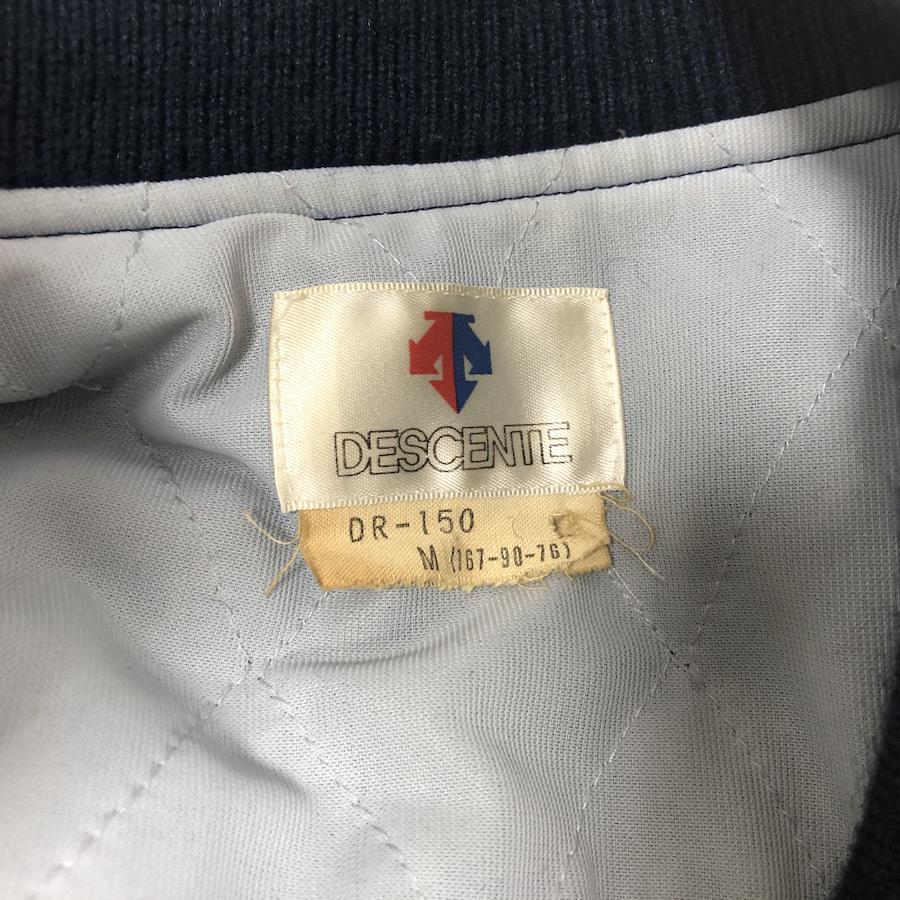 DESCENTE
DR-150
M (167-90-76)